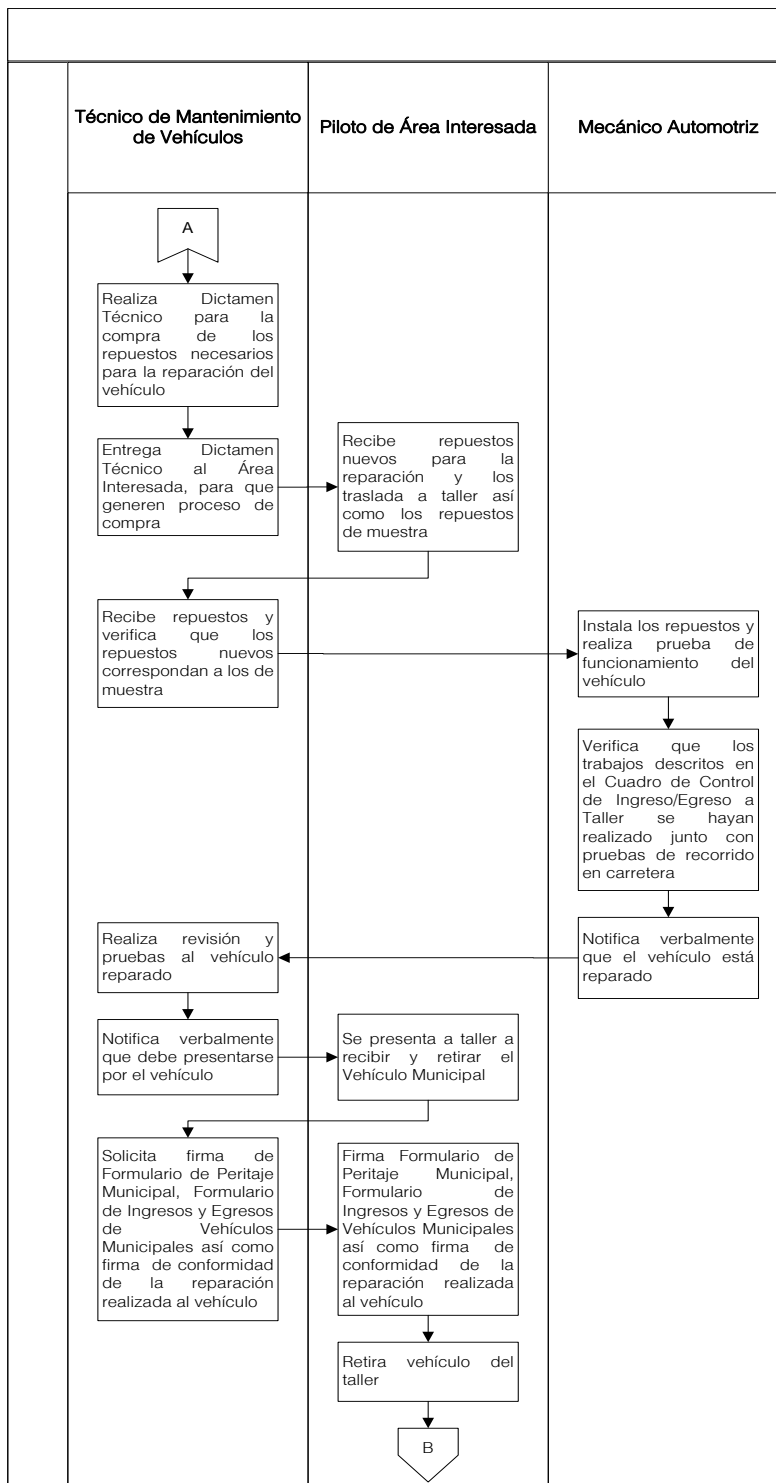 Técnico de Mantenimiento
de Vehículos
Piloto de Área Interesada
Mecánico Automotriz
A
Realiza Dictamen
Técnico para la
compra de los
repuestos necesarios
para la reparación del
vehículo
Entrega Dictamen
Técnico al Área
Interesada, para que
generen proceso de
compra
Recibe repuestos
nuevos para la
reparación y los
traslada a taller así
como los repuestos
de muestra
Recibe repuestos y
verifica que los
repuestos nuevos
correspondan a los de
muestra
Instala los repuestos y
realiza prueba de
funcionamiento del
vehículo
Verifica que los
trabajos descritos en
el Cuadro de Control
de Ingreso/Egreso a
Taller se hayan
realizado junto con
pruebas de recorrido
en carretera
Notifica verbalmente
que el vehículo está
reparado
Realiza revisión y
pruebas al vehículo
reparado
Notifica verbalmente
que debe presentarse
por el vehículo
Se presenta a taller a
recibir y retirar el
Vehículo Municipal
Solicita firma de
Formulario de Peritaje
Municipal, Formulario
de Ingresos y Egresos
de Vehículos
Municipales así como
firma de conformidad
de la reparación
realizada al vehículo
Firma Formulario de
Peritaje Municipal,
Formulario de
Ingresos y Egresos de
Vehículos Municipales
así como firma de
conformidad de la
reparación realizada
al vehículo
Retira vehículo del
taller
B